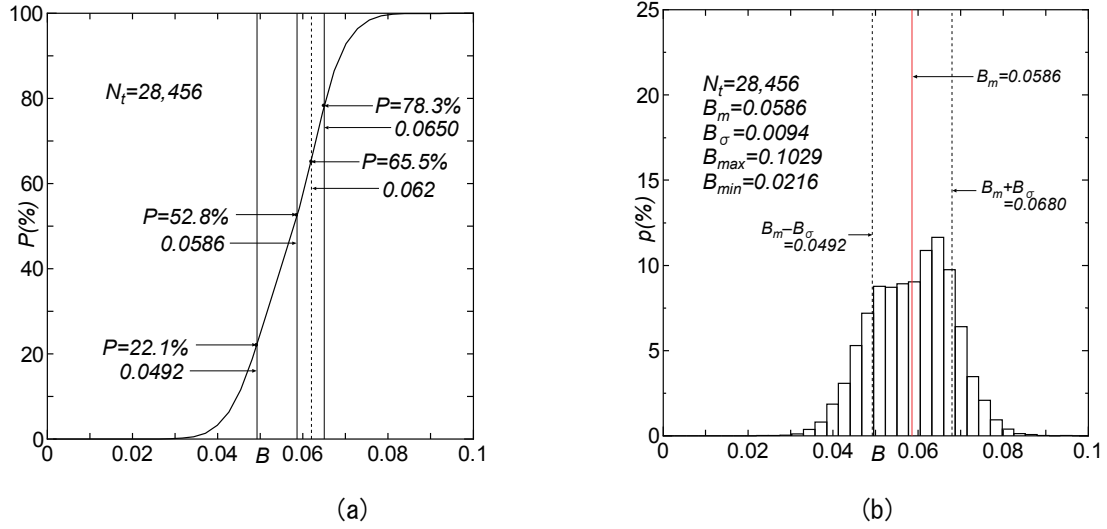 100
80
60
40
20
0
P(%)
N_t=28,456
P=78.3%
0.0650
P=65.5%
0.062
P=52.8%
0.0586
P=22.1%
0.0492
0 0.02 0.04 B 0.06 0.08 0.1
(a)
25
20
15
10
5
0
p(%)
N_t=28,456
B_m=0.0586
B_σ=0.0094
B_max=0.1029
B_min=0.0216
B_m=0.0586
B_m+B_σ
=0.0680
B_m-B_σ
=0.0492
0 0.02 0.04 B 0.06 0.08 0.1
(b)